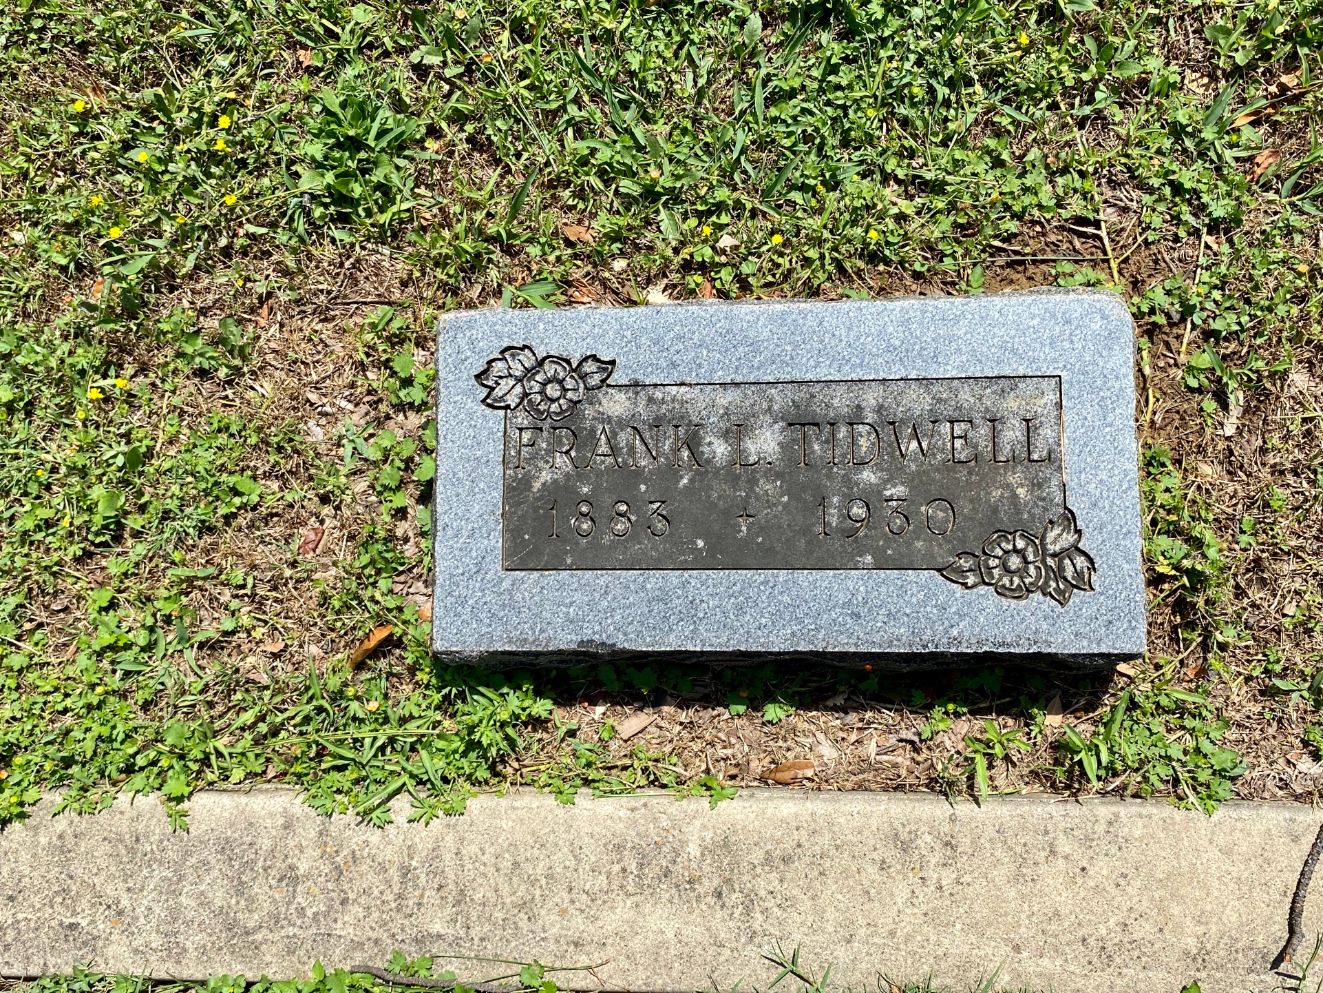 FRANK L. TIDWELL
1883 + 1930